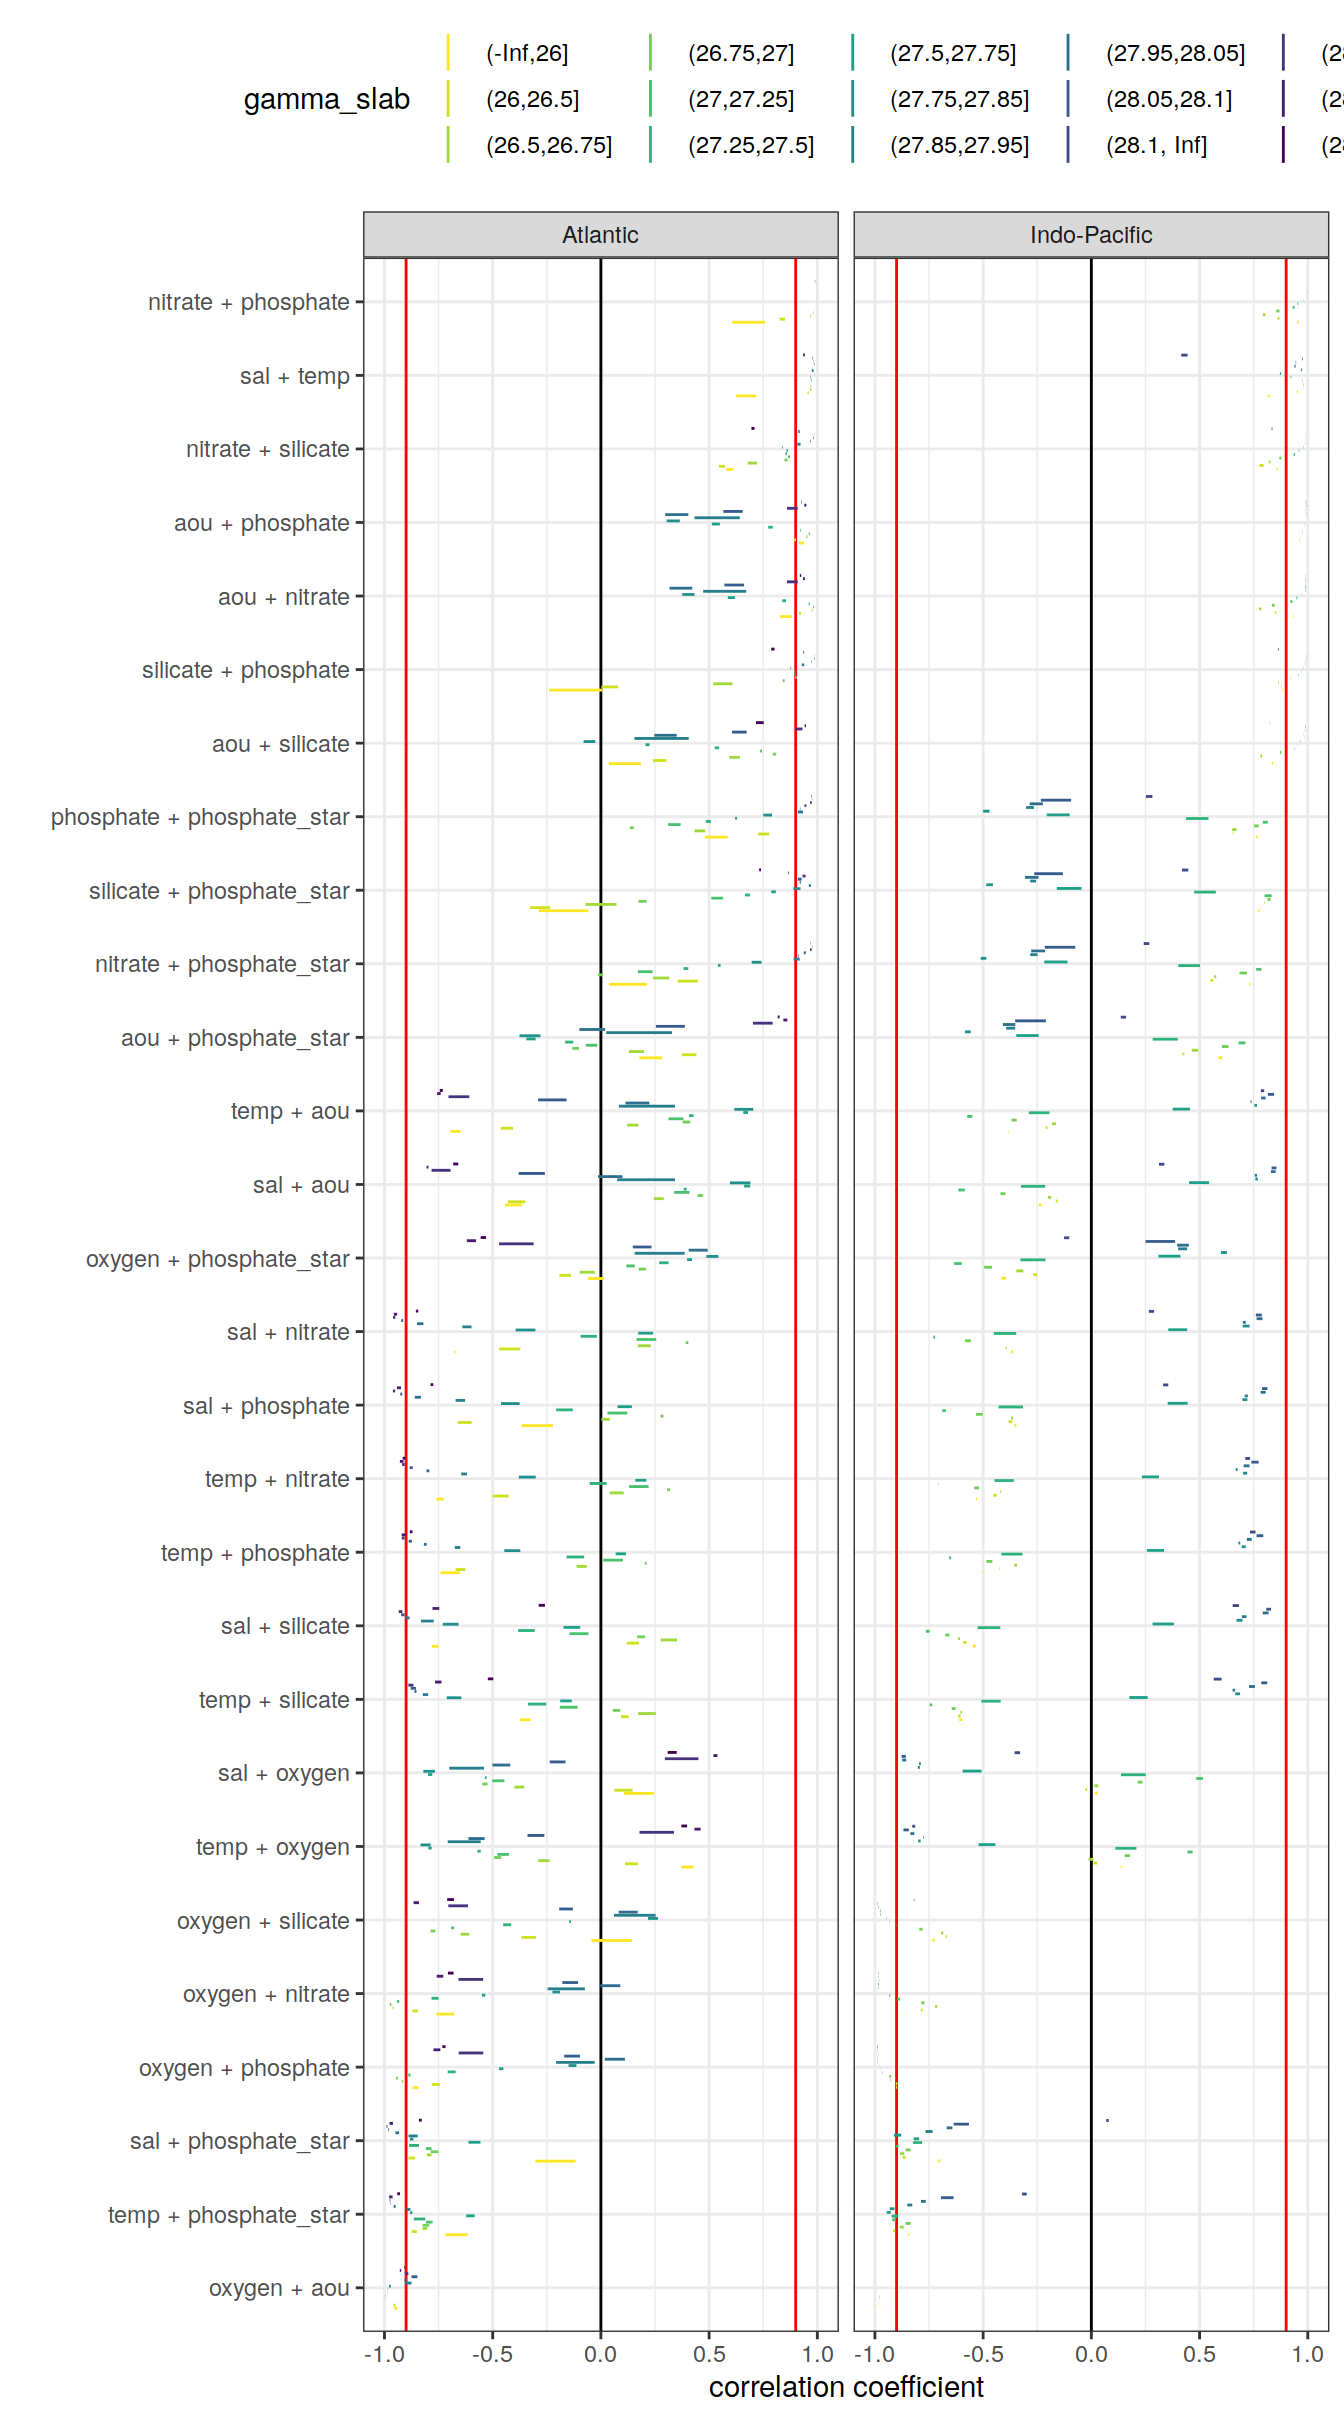 (-Inf,26] (26.75,27] (27.5,27.75] (27.95,28.05]
gamma_slab (26,26.5] (27,27.25] (27.75,27.85] (28.05,28.1]
(26.5,26.75] (27.25,27.5] (27.85,27.95] (28.1, Inf]
Atlantic Indo-Pacific
nitrate + phosphate
sal + temp
nitrate + silicate
aou + phosphate
aou + nitrate
silicate + phosphate
aou + silicate
phosphate + phosphate_star
silicate + phosphate_star
nitrate + phosphate_star
aou + phosphate_star
temp + aou
sal + aou
oxygen + phosphate_star
sal + nitrate
sal + phosphate
temp + nitrate
temp + phosphate
sal + silicate
temp + silicate
sal + oxygen
temp + oxygen
oxygen + silicate
oxygen + nitrate
oxygen + phosphate
sal + phosphate_star
temp + phosphate_star
oxygen + aou
-1.0 -0.5 0.0 0.5 1.0 -1.0 -0.5 0.0 0.5 1.0
correlation coefficient